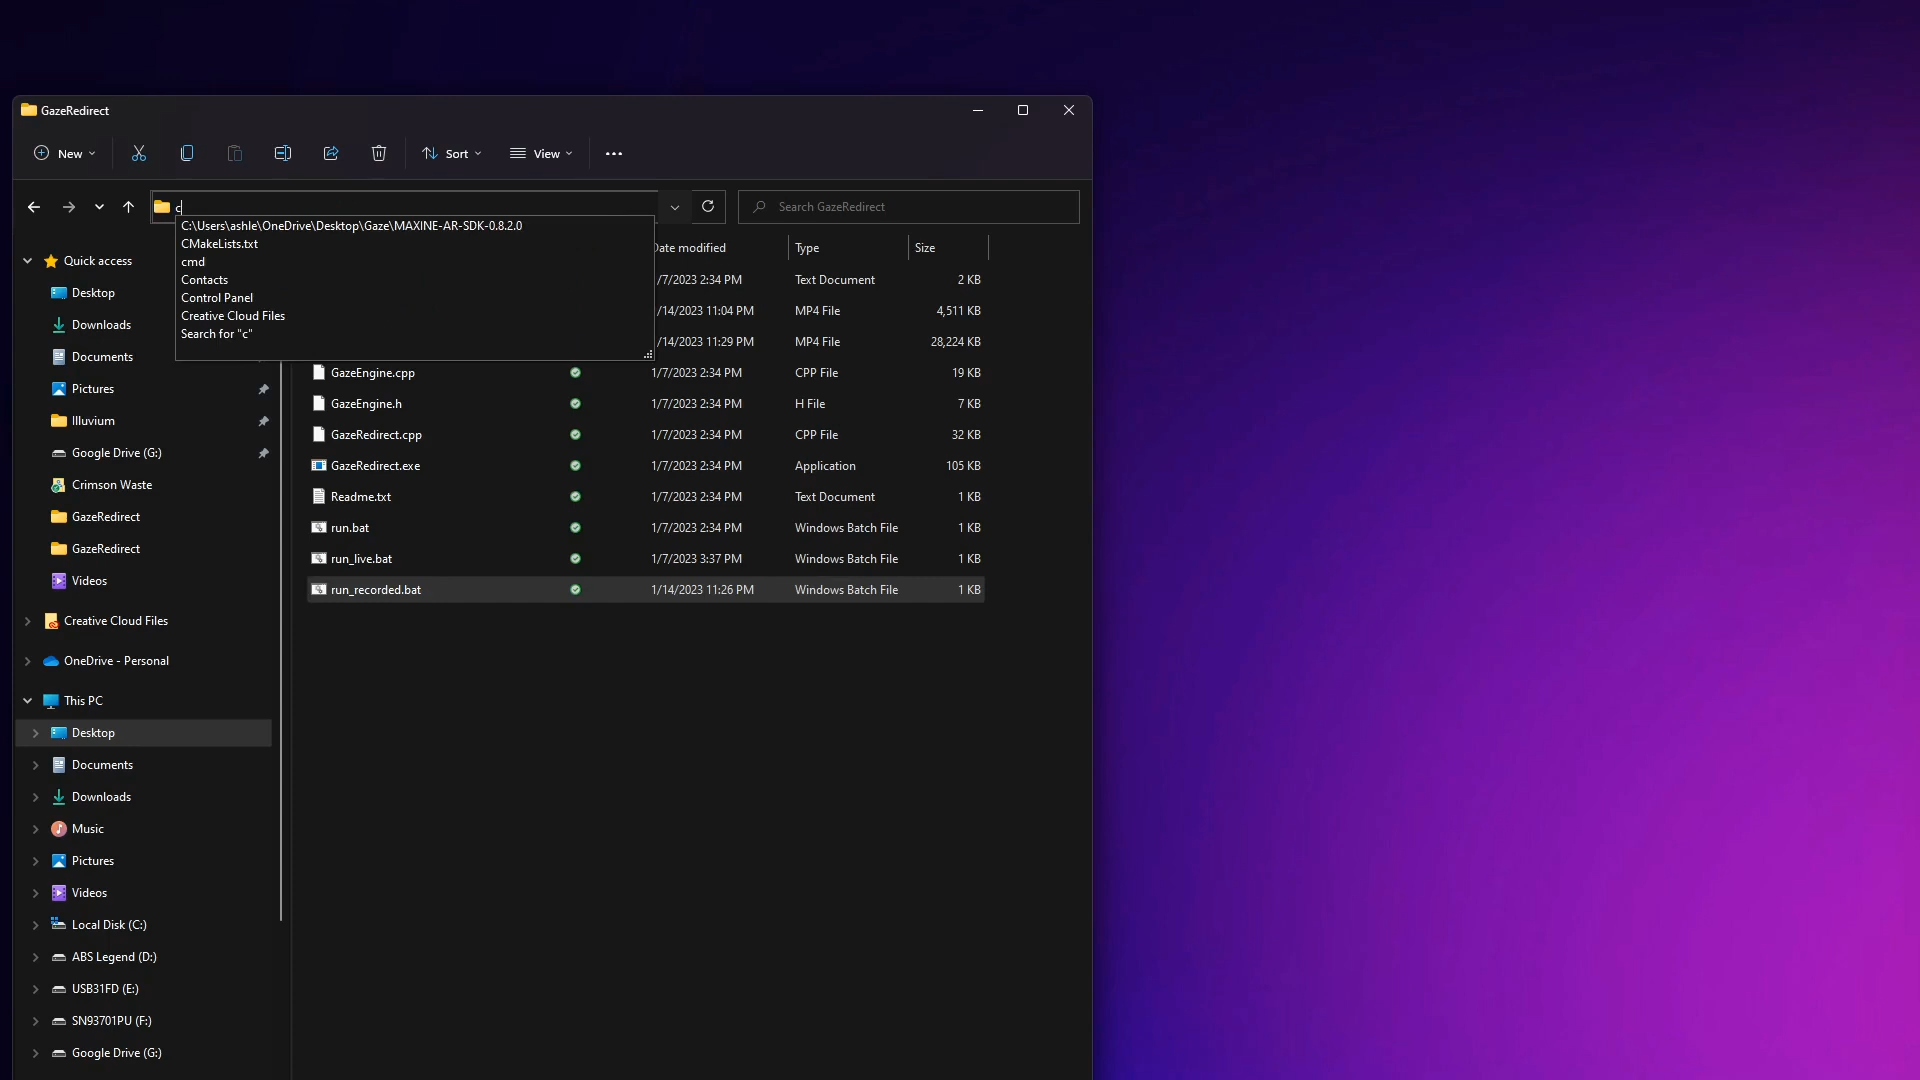 GazeRedirect
New
Sort
View
c
Search GazeRedirect
C:\Users\ashle\OneDrive\Desktop\Gaze\MAXINE-AR-SDK-0.8.2.0
CMakeLists.txt
cmd
Contacts
Control Panel
Creative Cloud Files
Search for "c"
Date modified Type Size
/7/2023 2:34 PM Text Document 2 KB
/14/2023 11:04 PM MP4 File 4,511 KB
/14/2023 11:29 PM MP4 File 28,224 KB
GazeEngine.cpp 1/7/2023 2:34 PM CPP File 19 KB
GazeEngine.h 1/7/2023 2:34 PM H File 7 KB
GazeRedirect.cpp 1/7/2023 2:34 PM CPP File 32 KB
GazeRedirect.exe 1/7/2023 2:34 PM Application 105 KB
Readme.txt 1/7/2023 2:34 PM Text Document 1 KB
run.bat 1/7/2023 2:34 PM Windows Batch File 1 KB
run_live.bat 1/7/2023 3:37 PM Windows Batch File 1 KB
run_recorded.bat 1/14/2023 11:26 PM Windows Batch File 1 KB
Quick access
Desktop
Downloads
Documents
Pictures
Illuvium
Google Drive (G:)
Crimson Waste
GazeRedirect
GazeRedirect
Videos
Creative Cloud Files
OneDrive - Personal
This PC
Desktop
Documents
Downloads
Music
Pictures
Videos
Local Disk (C:)
ABS Legend (D:)
USB31FD (E:)
SN93701PU (F:)
Google Drive (G:)